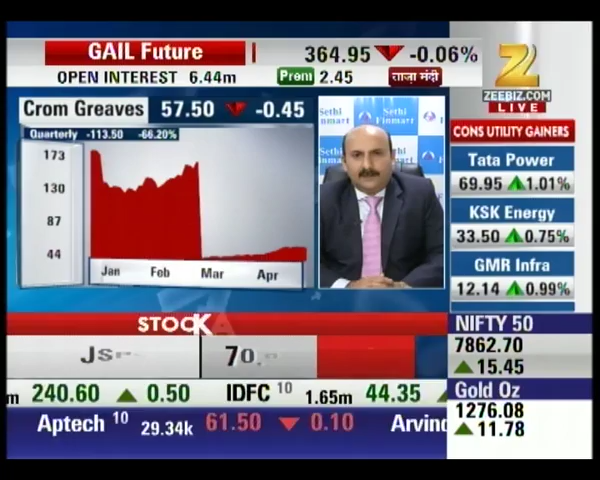 GAIL Future
364.95 -0.06%
OPEN INTEREST 6.44m
Prem 2.45
ताज़ा मंदी
ZEEBIZ.COM
LIVE
Crom Greaves 57.50 -0.45
Quarterly -113.50 -66.20%
173
130
87
44
Jan Feb Mar Apr
Sethi
Finmart
CONS UTILITY GAINERS
Tata Power
69.95 1.01%
KSK Energy
33.50 0.75%
GMR Infra
12.14 0.99%
STOCK
70.
NIFTY 50
7862.70
15.45
Gold Oz
1276.08
11.78
m 240.60 0.50 IDFC 10 1.65m 44.35
Aptech 10 29.34k 61.50 0.10 Arvin